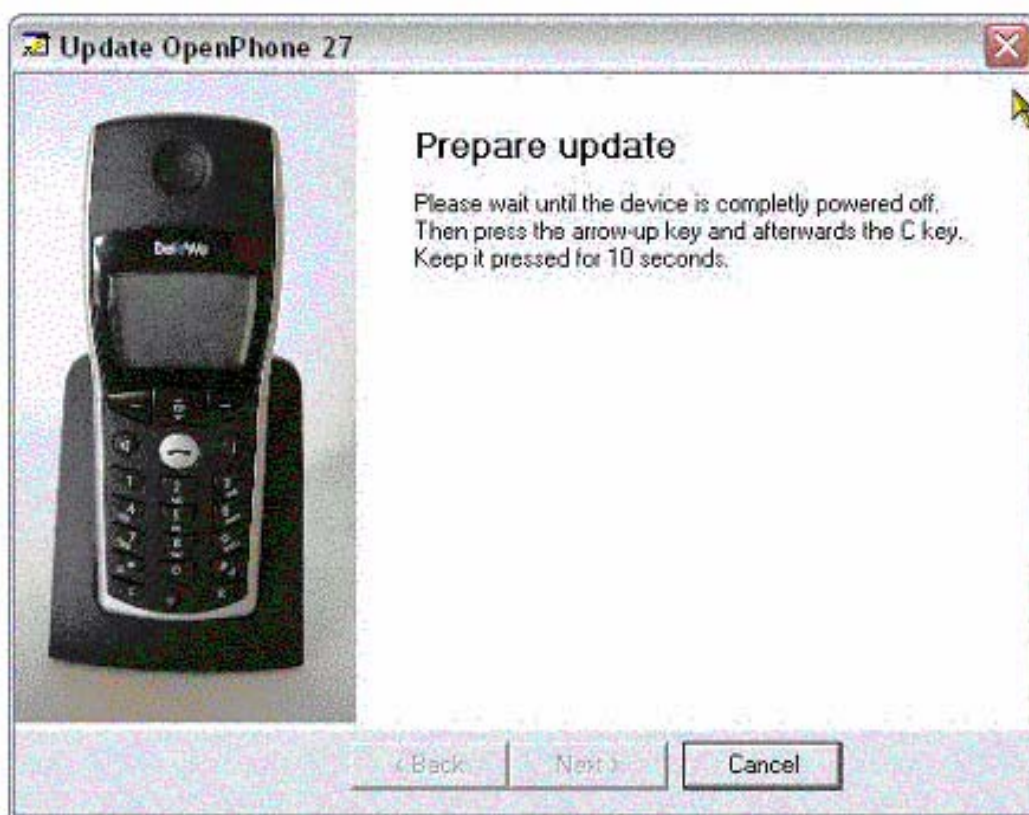 Update OpenPhone 27
Prepare update
Please wait until the device is completly powered off.
Then press the arrow-up key and afterwards the C key.
Keep it pressed for 10 seconds.
< Back
Next >
Cancel